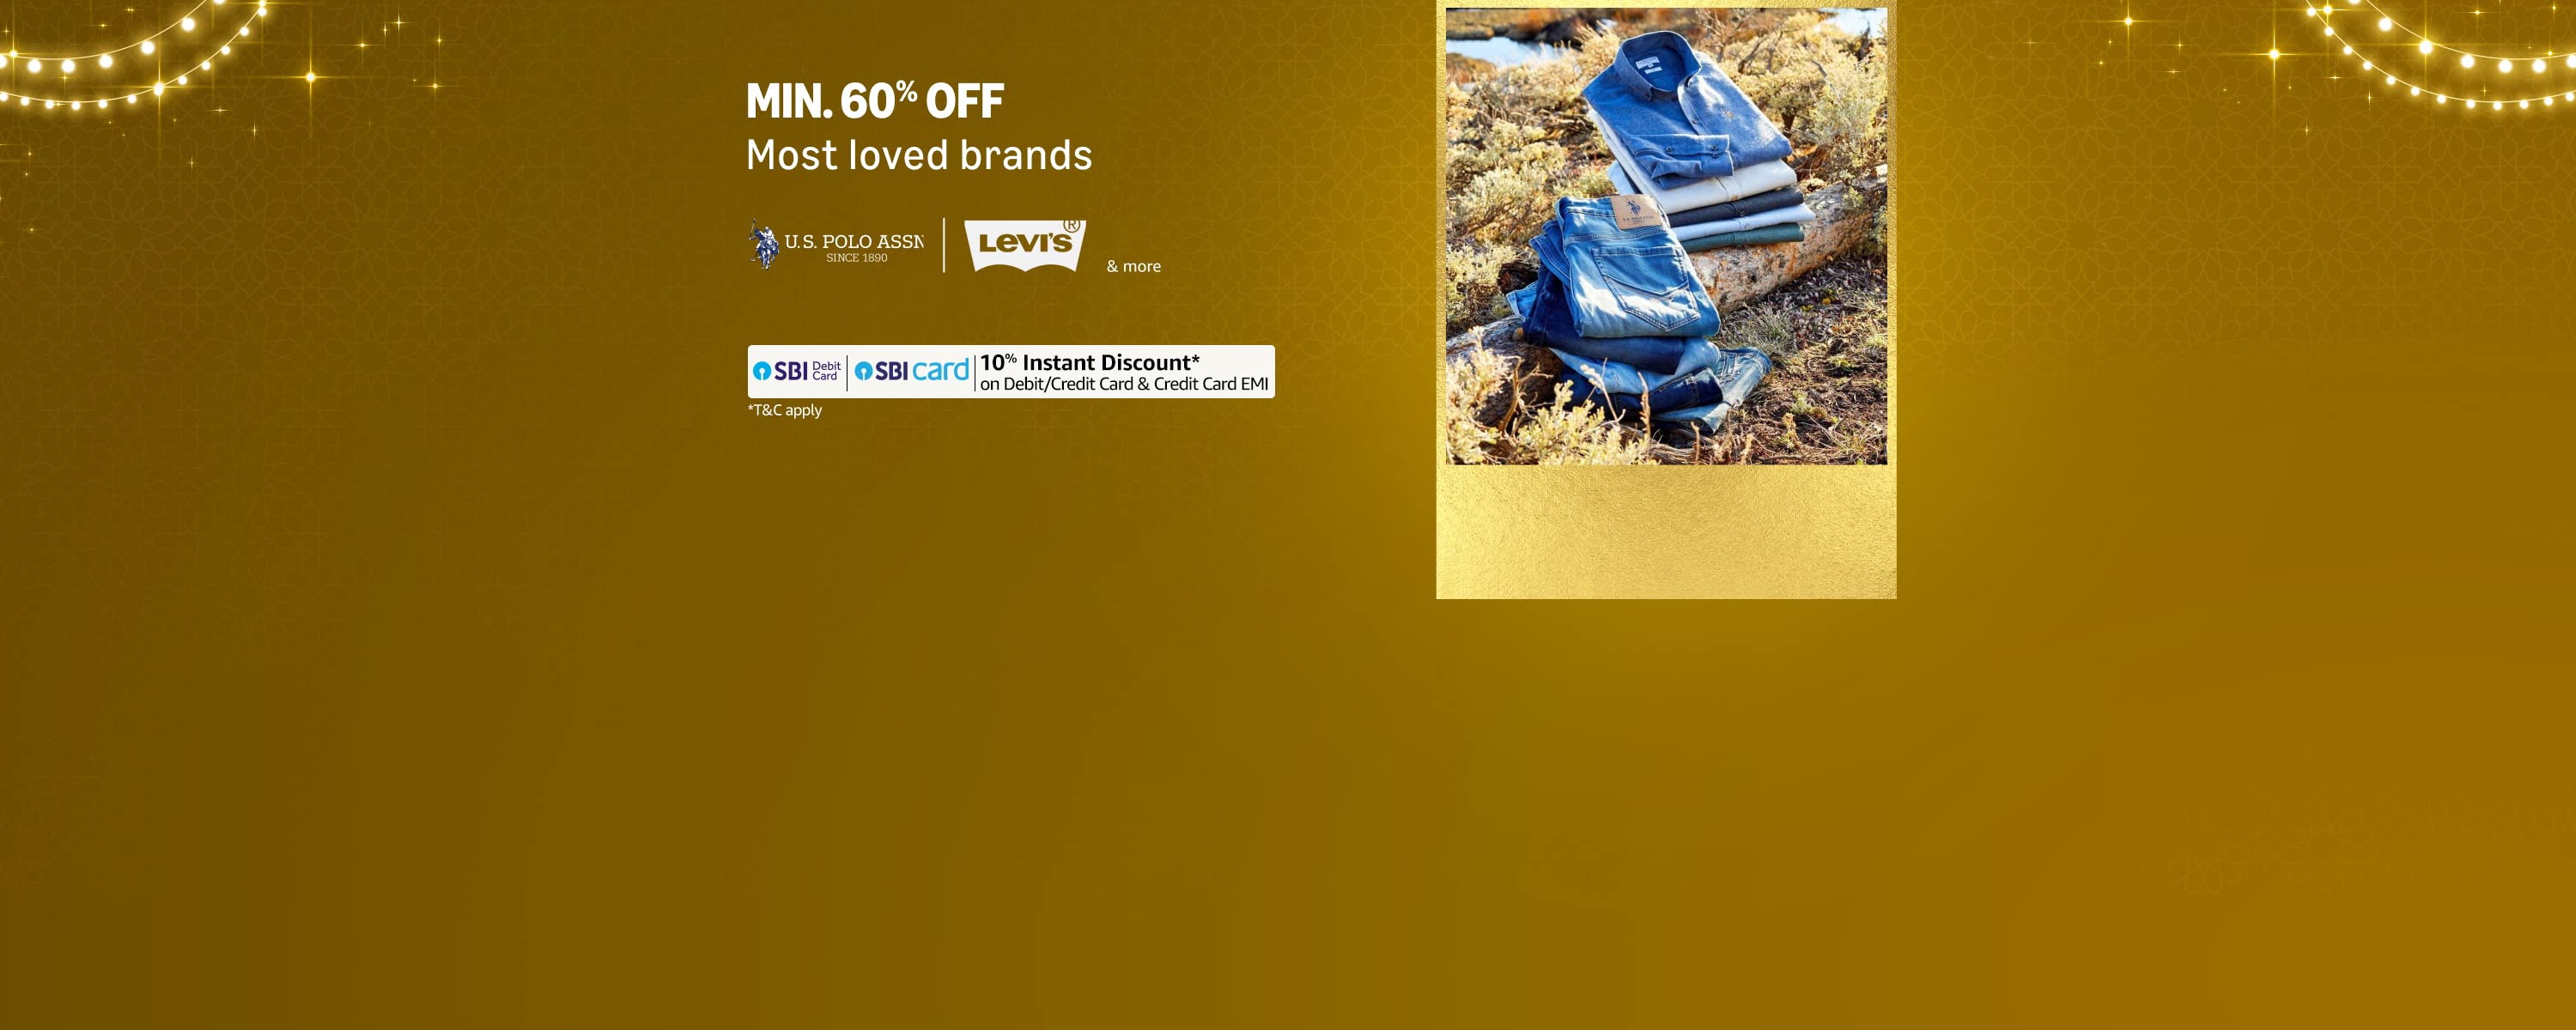 MIN. 60% OFF
Most loved brands
U.S. POLO ASSN
SINCE 1890
LEVI'S®
& more
SBI Debit Card
SBI card
10% Instant Discount*
on Debit/Credit Card & Credit Card EMI
*T&C apply